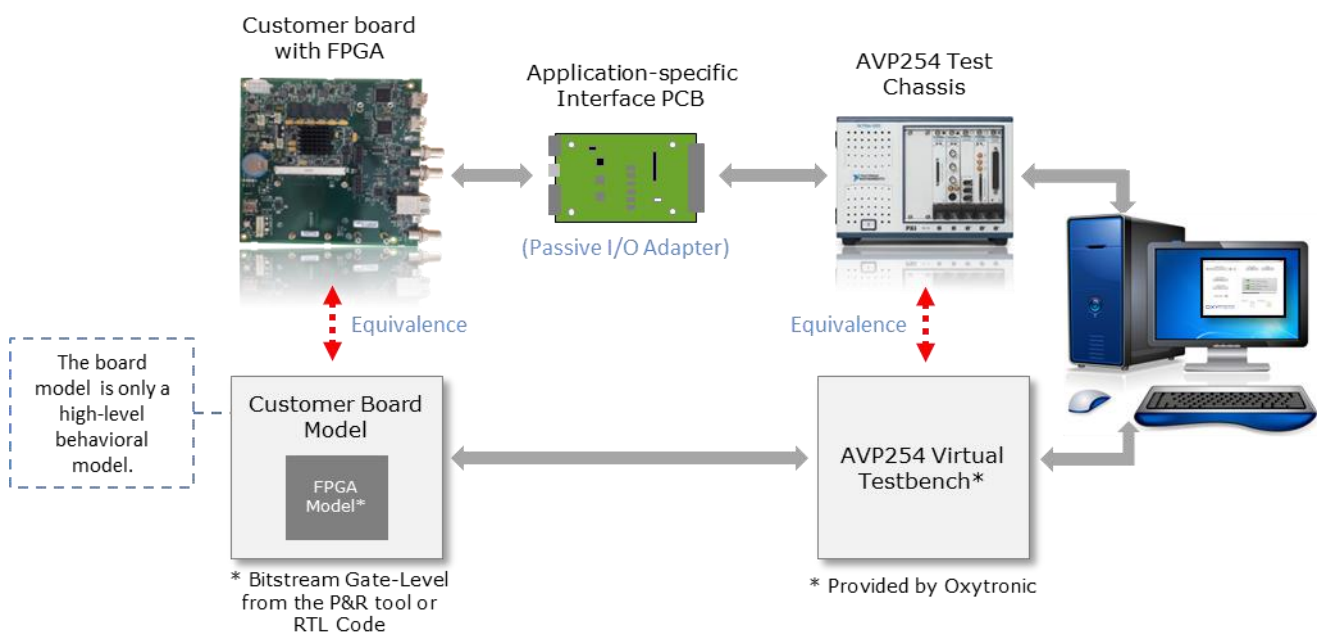 Customer board
with FPGA
Application-specific
Interface PCB
AVP254 Test
Chassis
(Passive I/O Adapter)
Equivalence
Equivalence
The board
model is only a
high-level
behavioral
model.
Customer Board
Model
FPGA
Model*
AVP254 Virtual
Testbench*
* Bitstream Gate-Level
from the P&R tool or
RTL Code
* Provided by Oxytronic